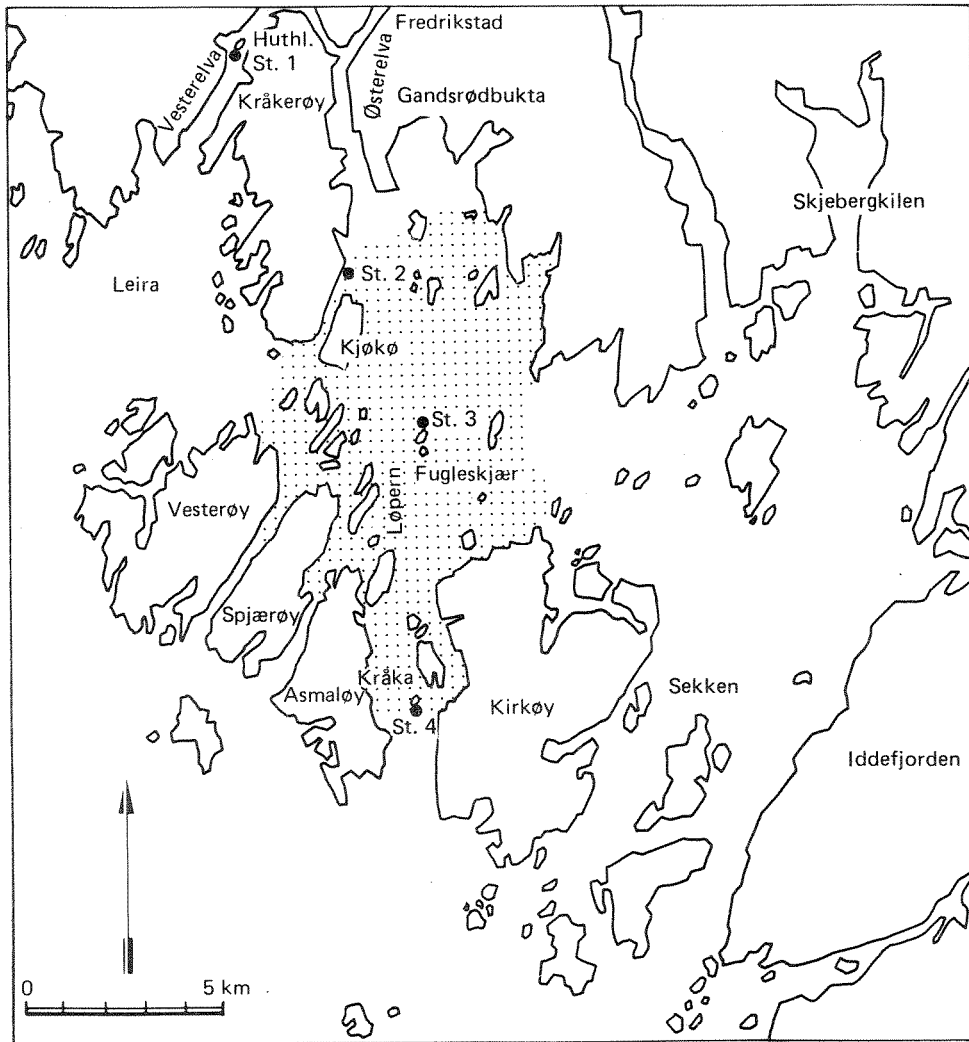 Fredrikstad
Huthl.
St. 1
Vesterelva
Østerelva
Kråkerøy
Gandsrødbukta
Skjebergkilen
Leira
St. 2
Kjøkø
St. 3
Fugleskjær
Løpern
Vesterøy
Spjærøy
Asmaløy
Kråka
St. 4
Kirkøy
Sekken
Iddefjorden
0 5 km